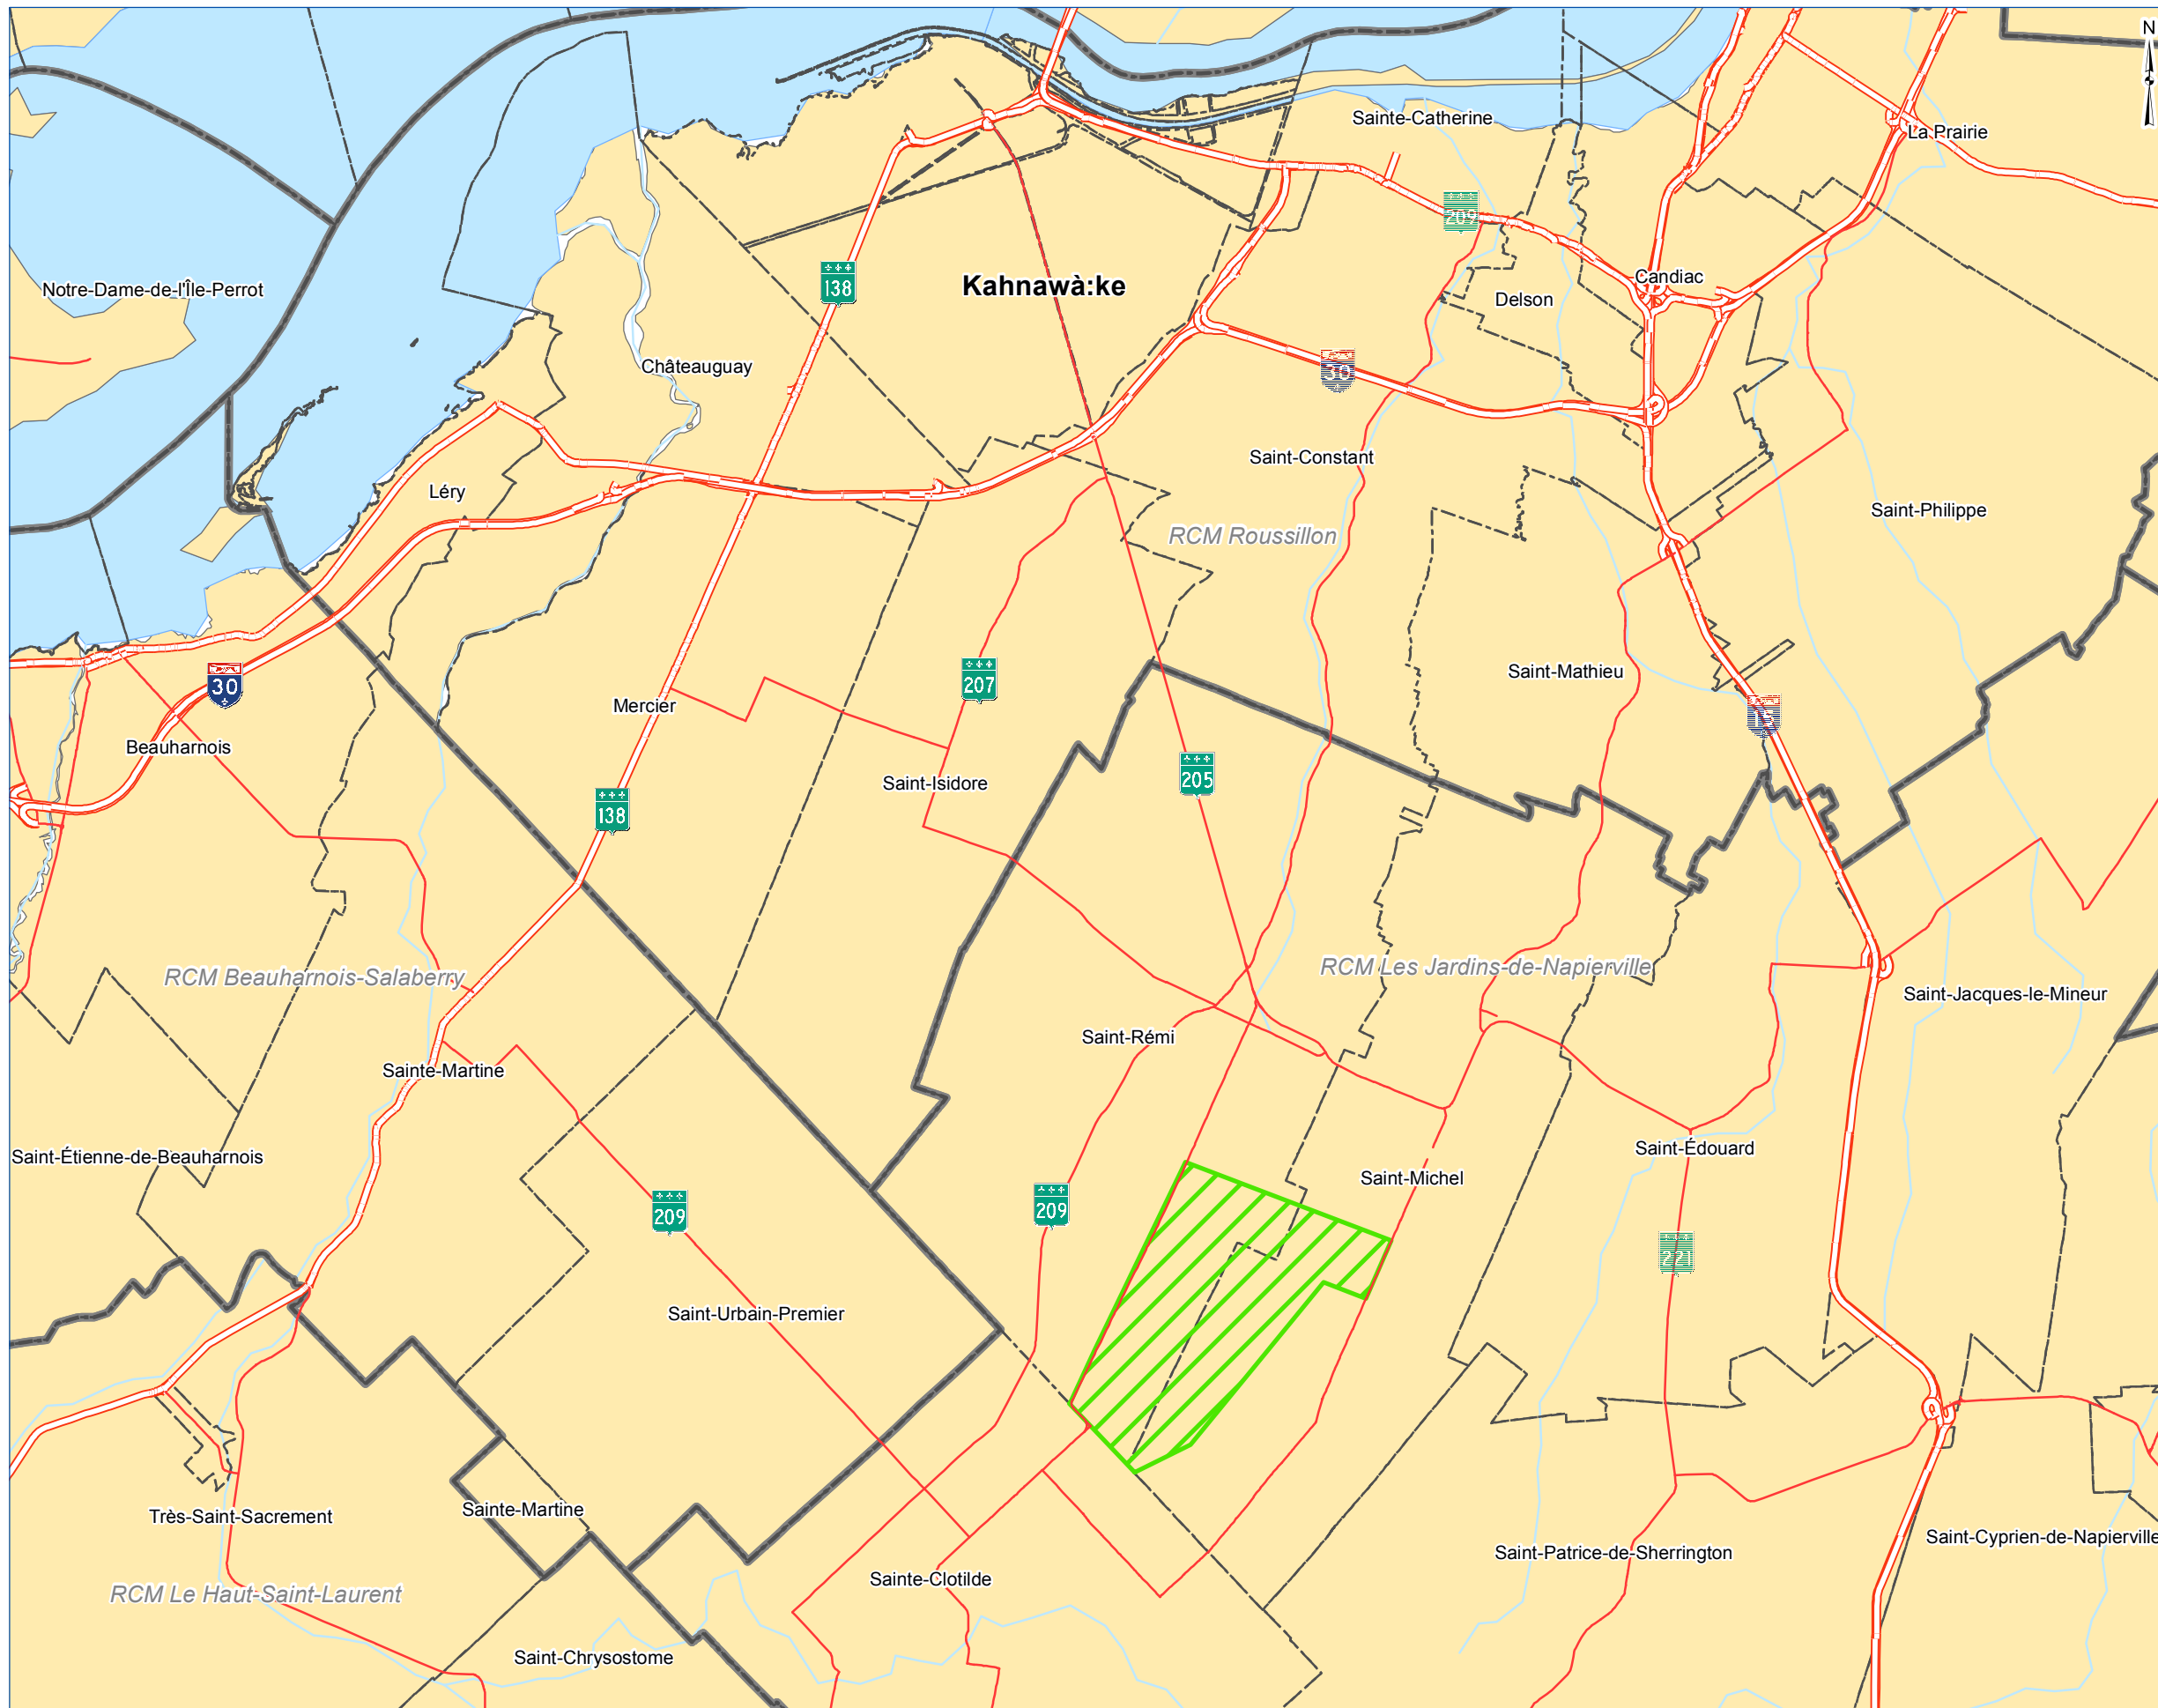 N
Sainte-Catherine
La Prairie
209
Candiac
138
Kahnawà:ke
Notre-Dame-de-l'Île-Perrot
Delson
Châteauguay
30
Saint-Constant
Léry
Saint-Philippe
RCM Roussillon
Saint-Mathieu
207
30
Mercier
15
Beauharnois
205
Saint-Isidore
138
RCM Les Jardins-de-Napierville
RCM Beauharnois-Salaberry
Saint-Jacques-le-Mineur
Saint-Rémi
Sainte-Martine
Saint-Édouard
Saint-Étienne-de-Beauharnois
Saint-Michel
209
209
221
Saint-Urbain-Premier
Sainte-Martine
Très-Saint-Sacrement
Saint-Cyprien-de-Napierville
Saint-Patrice-de-Sherrington
Sainte-Clotilde
RCM Le Haut-Saint-Laurent
Saint-Chrysostome